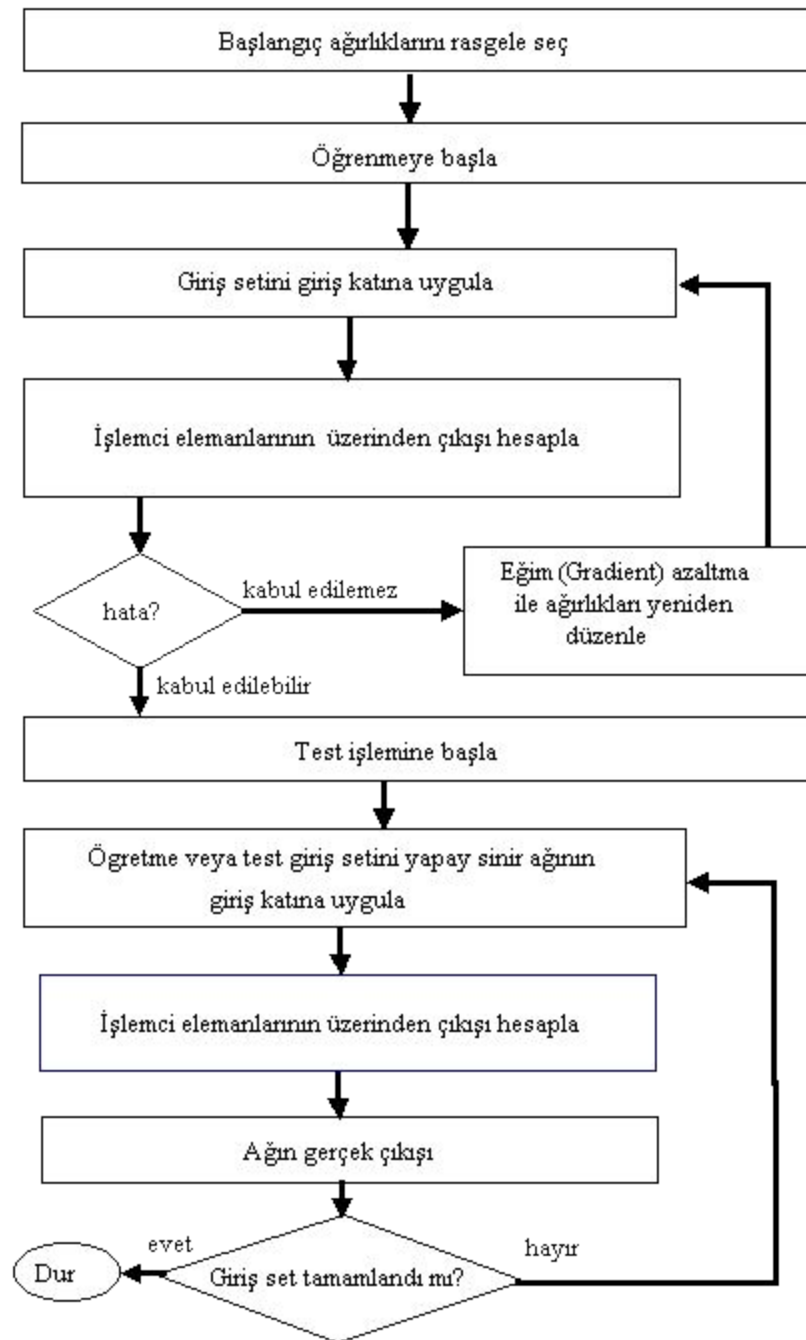 Başlangıç ağırlıklarını rasgele seç
Öğrenmeye başla
Giriş setini giriş katına uygula
İşlemci elemanlarının üzerinden çıkışı hesapla
hata?
kabul edilemez
Eğim (Gradient) azaltma
ile ağırlıkları yeniden
düzenle
kabul edilebilir
Test işlemine başla
Ögretme veya test giriş setini yapay sinir ağının
giriş katına uygula
İşlemci elemanlarının üzerinden çıkışı hesapla
Ağın gerçek çıkışı
evet
hayır
Dur
Giriş set tamamlandı mı?